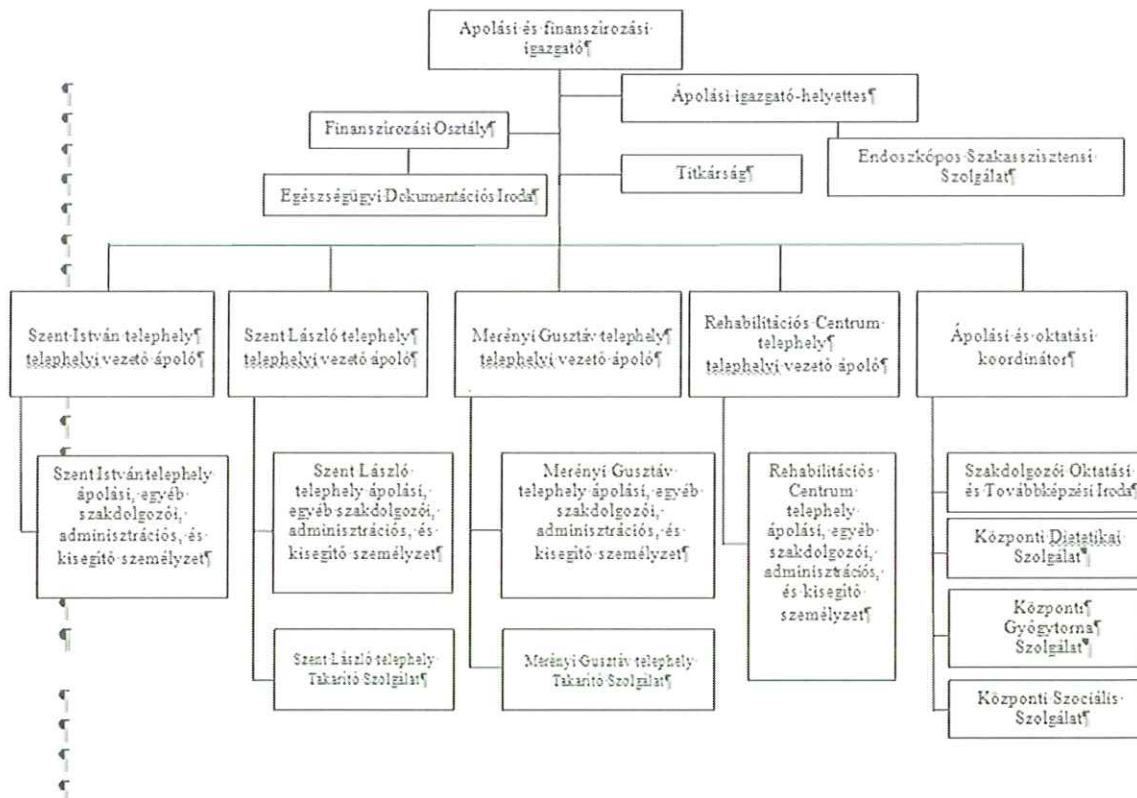 Ápolási és finanszírozási
igazgató
Ápolási igazgató-helyettes
Finanszírozási Osztály
Endoszkópos Szakasszisztensi
Szolgálat
Titkárság
Egészségügyi Dokumentációs Iroda
Szent István telephely
telephelyi vezető ápoló
Szent László telephely
telephelyi vezető ápoló
Merényi Gusztáv telephely
telephelyi vezető ápoló
Rehabilitációs Centrum
telephely
telephelyi vezető ápoló
Ápolási és oktatási
koordinátor
Szent Istvántelephely
ápolási, egyéb
szakdolgozói,
adminisztrációs, és
kisegítő személyzet
Szent László
telephely ápolási,
egyéb szakdolgozói,
adminisztrációs, és
kisegítő személyzet
Merényi Gusztáv
telephely ápolási, egyéb
szakdolgozói,
adminisztrációs, és
kisegítő személyzet
Rehabilitációs
Centrum
telephely
ápolási, egyéb
szakdolgozói,
adminisztrációs,
és kisegítő
személyzet
Szakdolgozói Oktatási
és Továbbképzési Iroda
Központi Dietetikai
Szolgálat
Központi
Gyógytorna
Szolgálat
Központi Szociális
Szolgálat
Szent László telephely
Takarító Szolgálat
Merényi Gusztáv telephely
Takarító Szolgálat